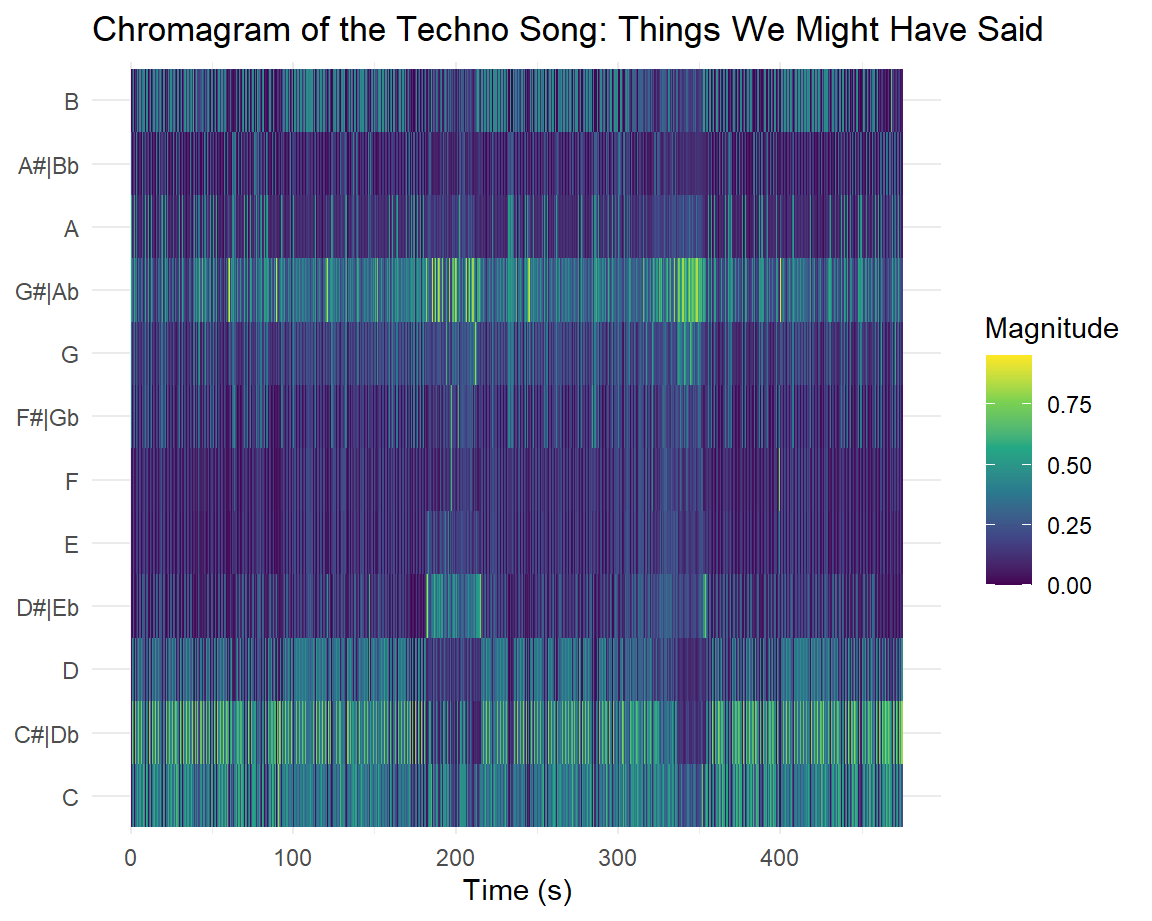 Chromagram of the Techno Song: Things We Might Have Said
B
A#|Bb
A
G#|Ab
G
F#|Gb
F
E
D#|Eb
D
C#|Db
C
0 100 200 300 400
Time (s)
Magnitude
0.75
0.50
0.25
0.00